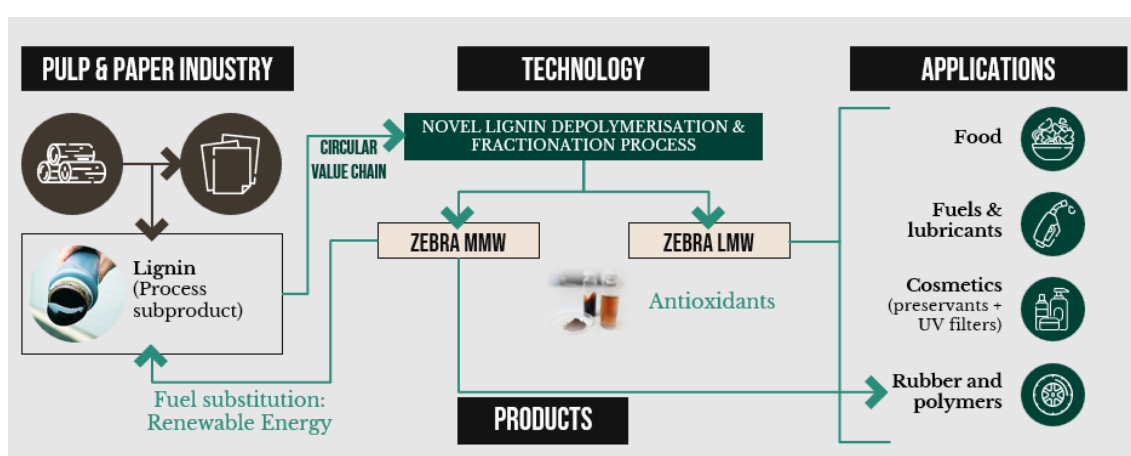 PULP & PAPER INDUSTRY
TECHNOLOGY
APPLICATIONS
NOVEL LIGNIN DEPOLYMERISATION &
FRACTIONATION PROCESS
CIRCULAR
VALUE CHAIN
Food
Fuels &
lubricants
ZEBRA MMW
ZEBRA LMW
Lignin
(Process
subproduct)
Antioxidants
Cosmetics
(preservants +
UV filters)
Rubber and
polymers
Fuel substitution:
Renewable Energy
PRODUCTS